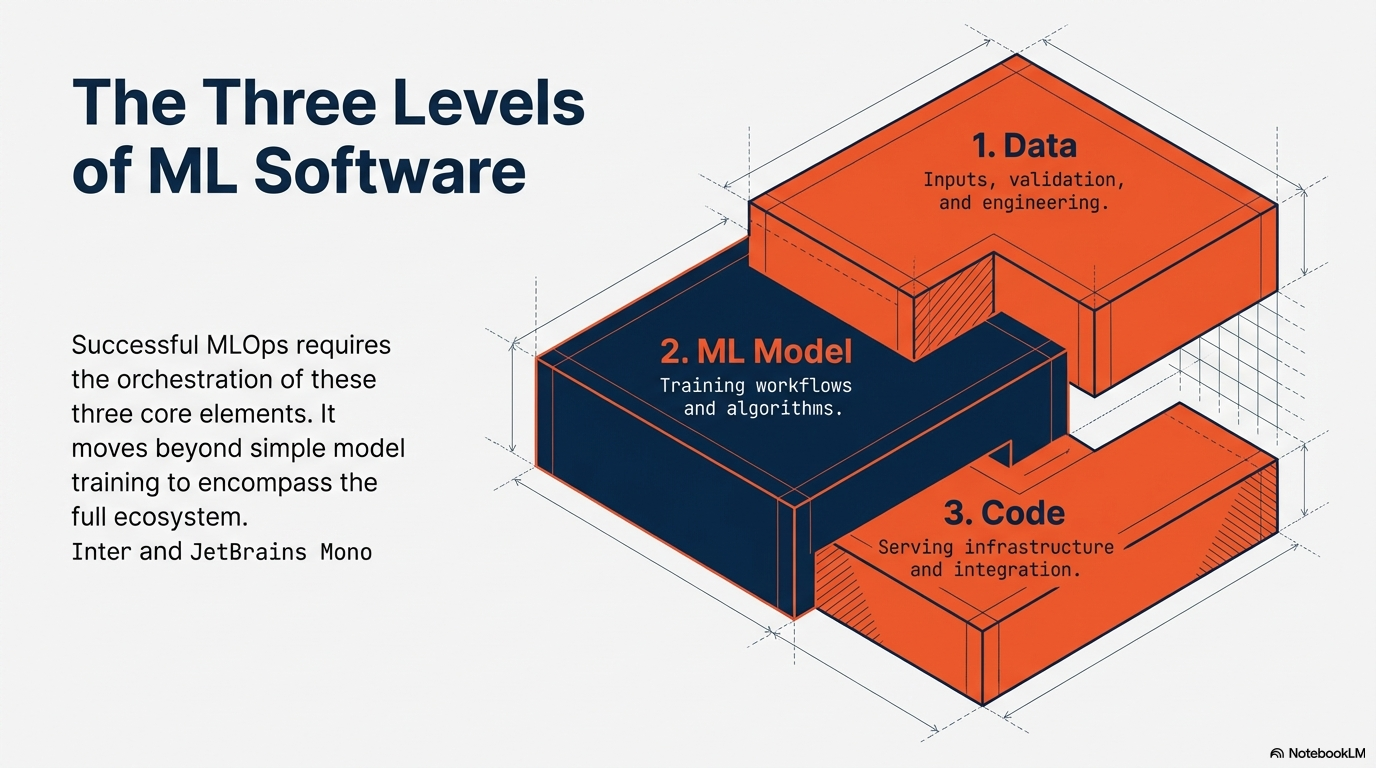 The Three Levels
of ML Software
Successful MLOps requires
the orchestration of these
three core elements. It
moves beyond simple model
training to encompass the
full ecosystem.
Inter and JetBrains Mono
1. Data
Inputs, validation,
and engineering.
2. ML Model
Training workflows
and algorithms.
3. Code
Serving infrastructure
and integration.
NotebookLM